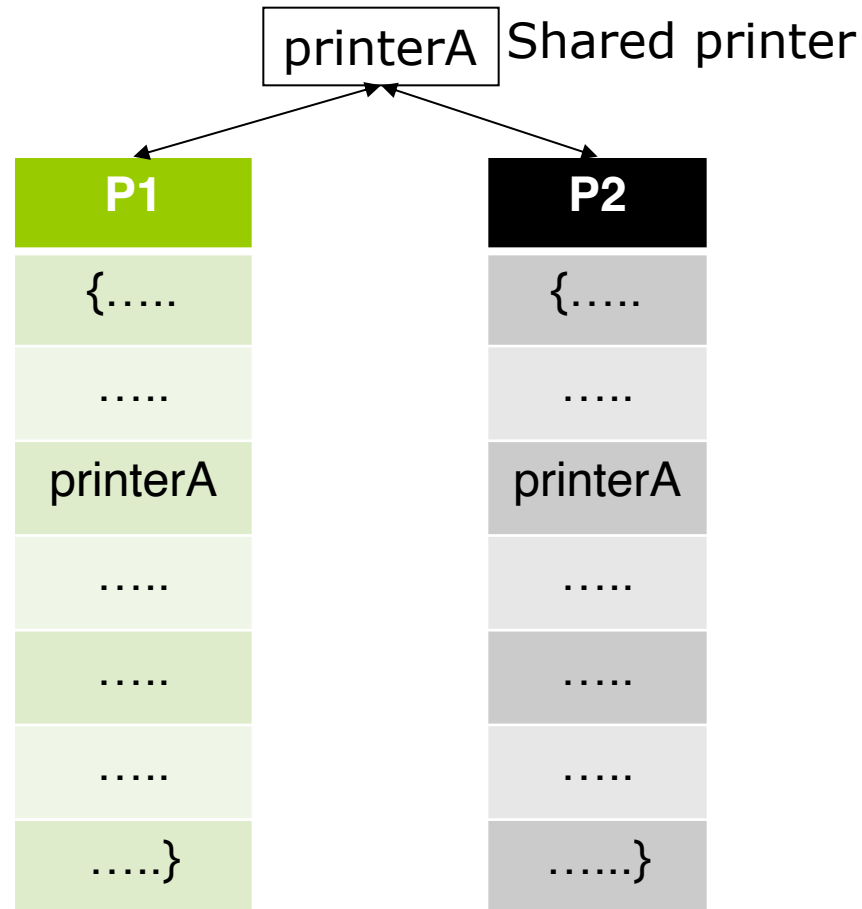 printerA Shared printer
P1 P2
{….. {…..
….. …..
printerA printerA
….. …..
….. …..
….. …..
…..} …...}